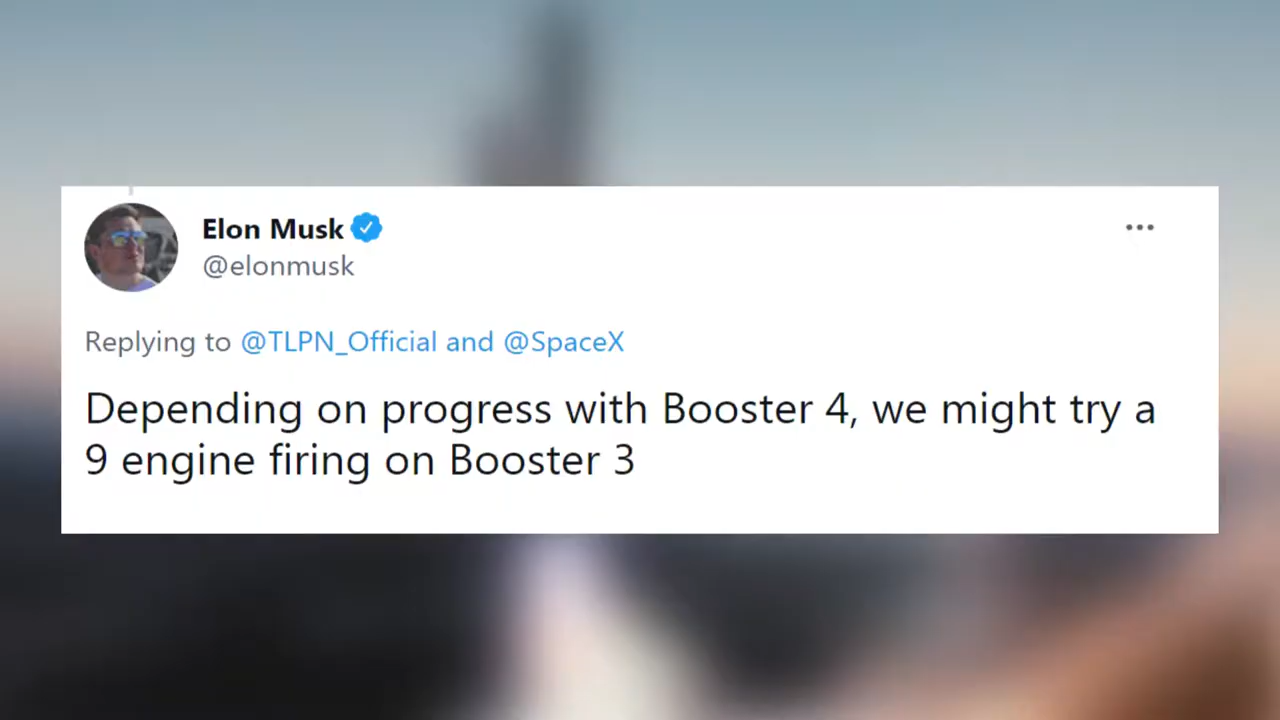 Elon Musk
@elonmusk
Replying to @TLPN_Official and @SpaceX
Depending on progress with Booster 4, we might try a
9 engine firing on Booster 3